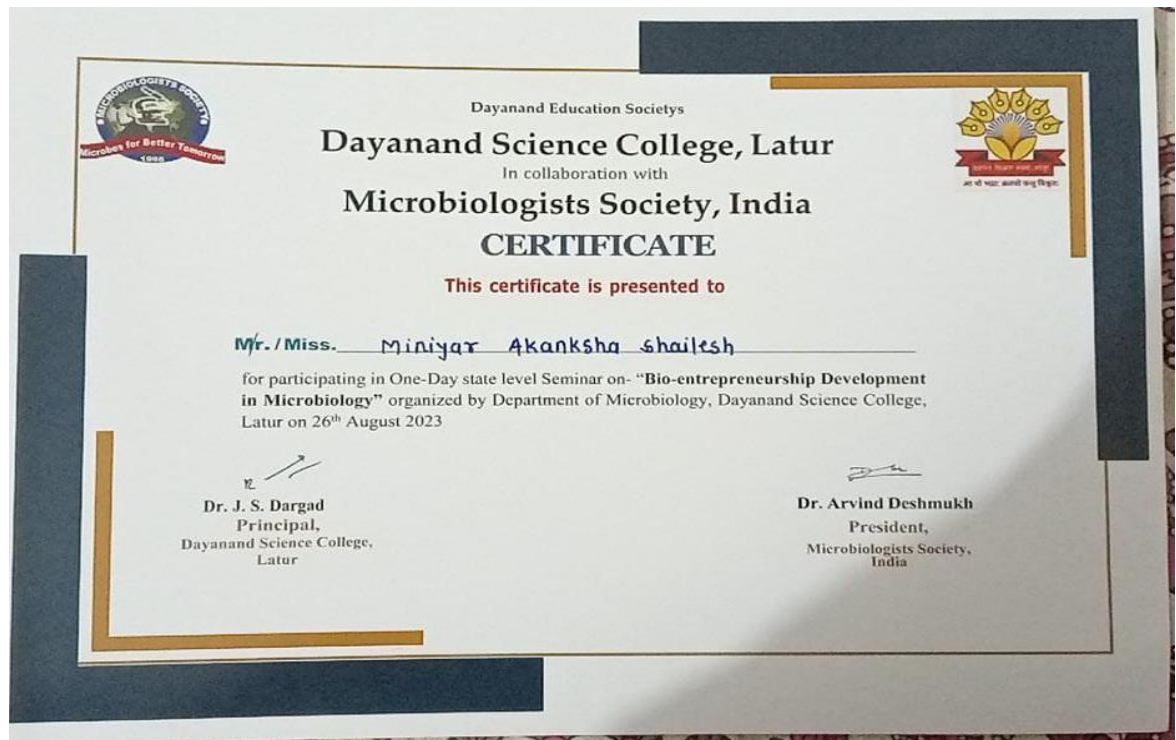 MICROBIOLOGISTS SOCIETY
Microbes for Better Tomorrow
1996
Dayanand Education Societys
Dayanand Science College, Latur
In collaboration with
Microbiologists Society, India
CERTIFICATE
This certificate is presented to
Mr. / Miss. Miniyar Akanksha Shailesh
for participating in One-Day state level Seminar on- “Bio-entrepreneurship Development
in Microbiology” organized by Department of Microbiology, Dayanand Science College,
Latur on 26th August 2023
Dr. J. S. Dargad
Principal,
Dayanand Science College,
Latur
Dr. Arvind Deshmukh
President,
Microbiologists Society,
India